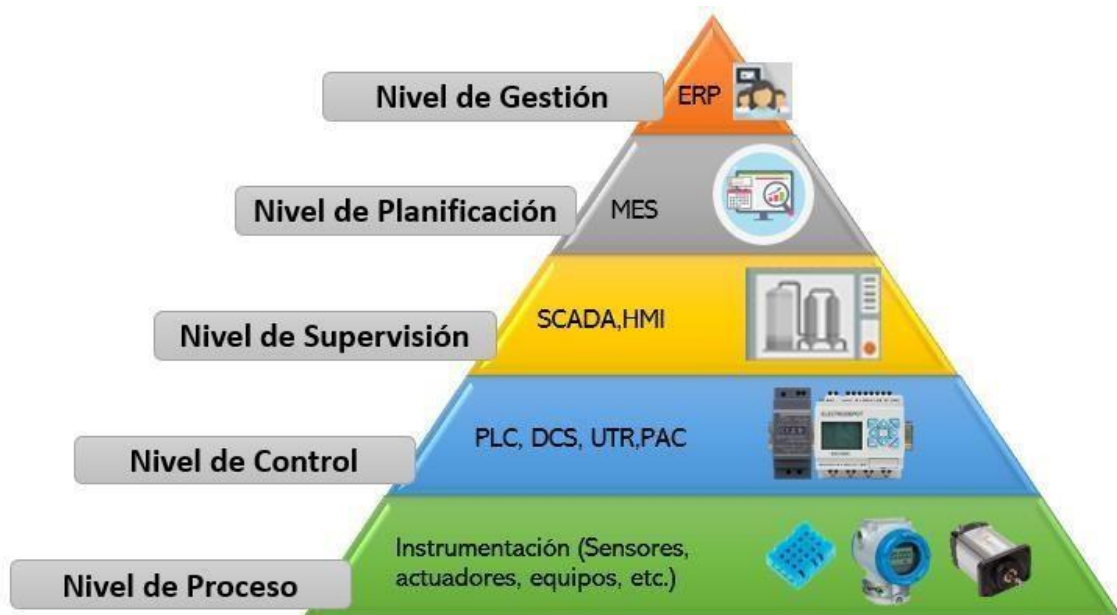 Nivel de Gestión
ERP
Nivel de Planificación
MES
Nivel de Supervisión
SCADA,HMI
Nivel de Control
PLC, DCS, UTR,PAC
Nivel de Proceso
Instrumentación (Sensores,
actuadores, equipos, etc.)